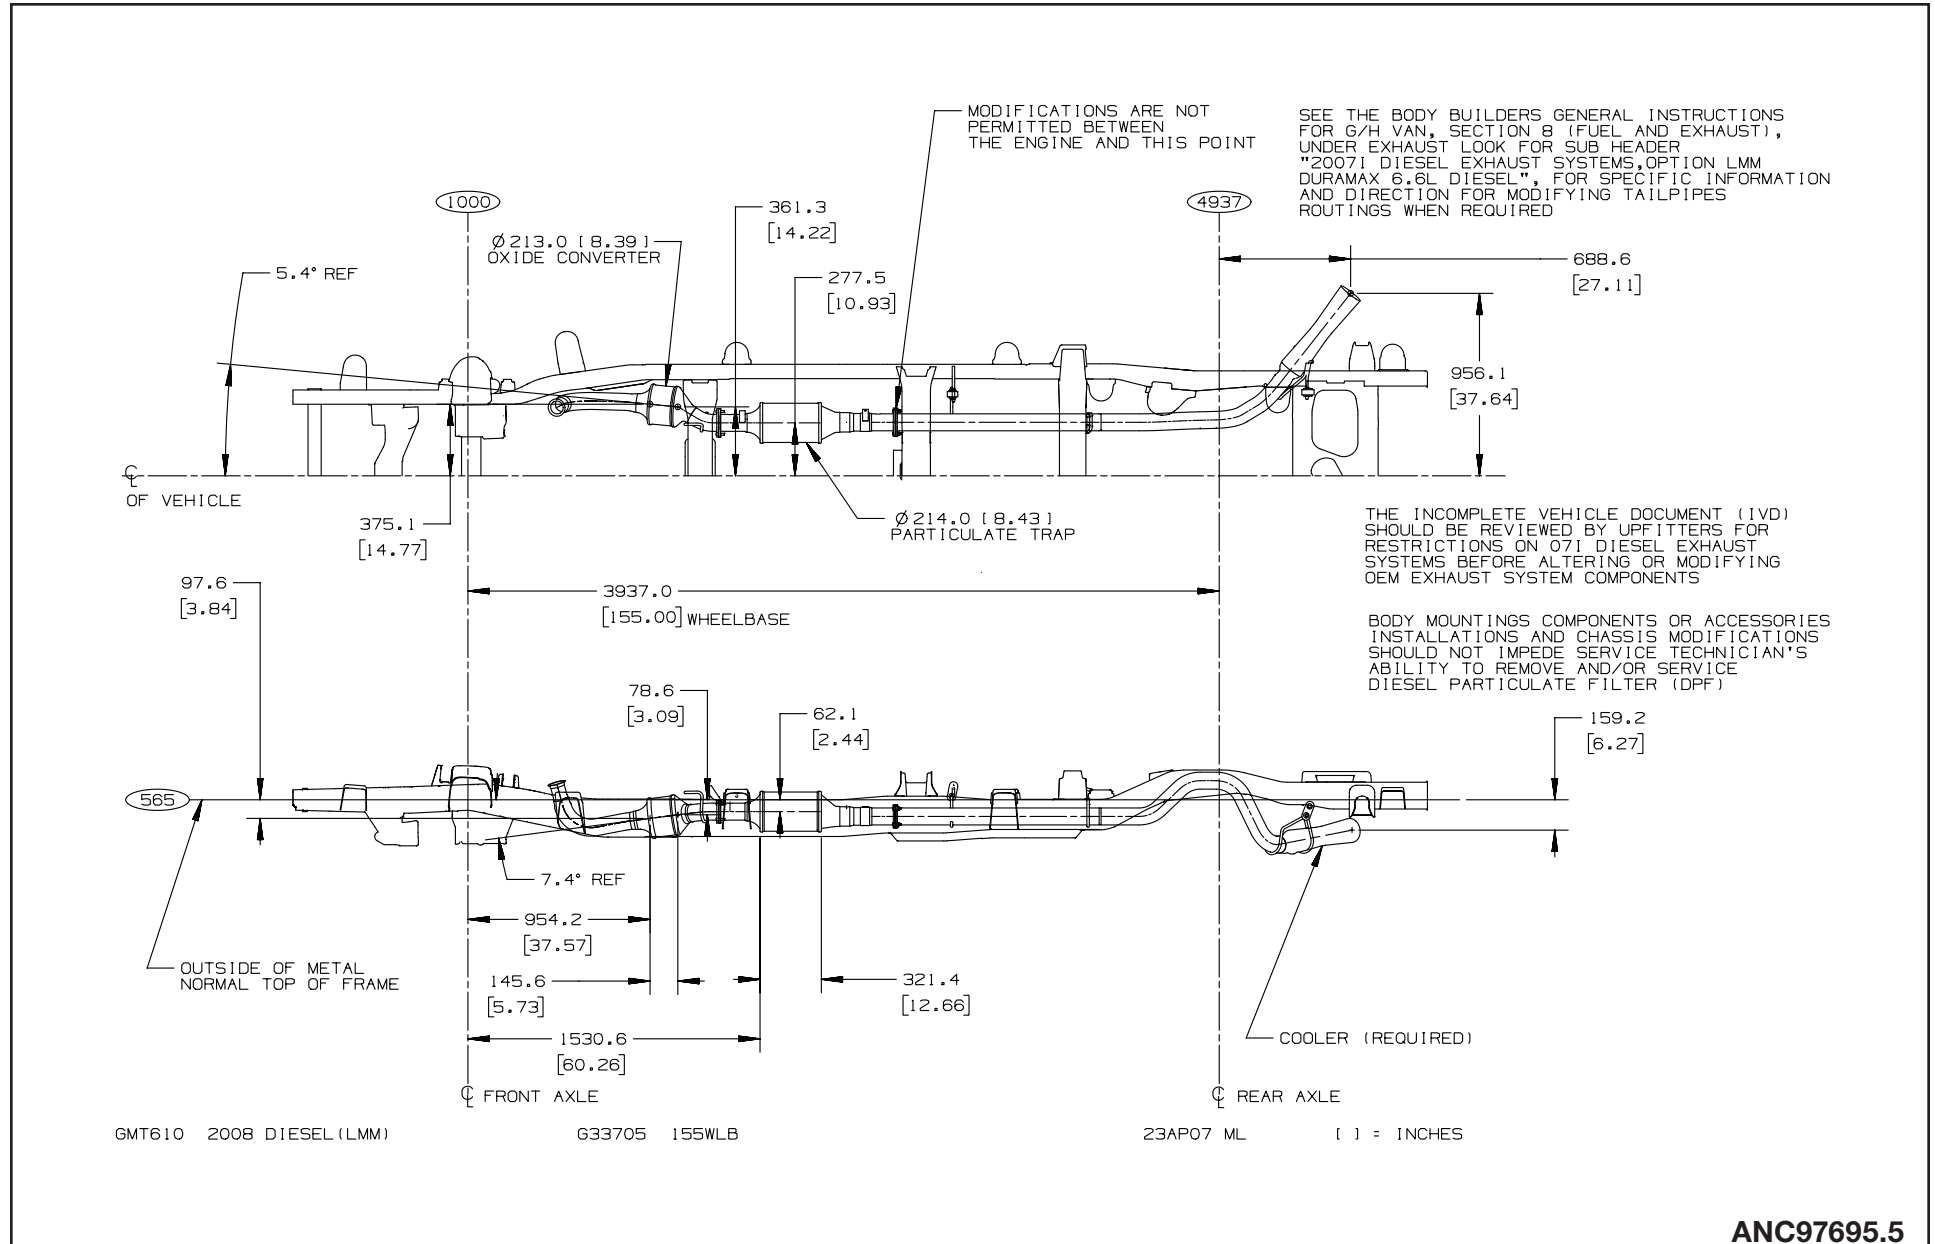 MODIFICATIONS ARE NOT
PERMITTED BETWEEN
THE ENGINE AND THIS POINT
SEE THE BODY BUILDERS GENERAL INSTRUCTIONS
FOR G/H VAN, SECTION 8 (FUEL AND EXHAUST),
UNDER EXHAUST LOOK FOR SUB HEADER
"2007I DIESEL EXHAUST SYSTEMS,OPTION LMM
DURAMAX 6.6L DIESEL", FOR SPECIFIC INFORMATION
AND DIRECTION FOR MODIFYING TAILPIPES
ROUTINGS WHEN REQUIRED
1000
4937
361.3
[14.22]
Ø213.0 [8.39]
OXIDE CONVERTER
5.4° REF
277.5
[10.93]
688.6
[27.11]
956.1
[37.64]
℄
OF VEHICLE
375.1
[14.77]
Ø214.0 [8.43]
PARTICULATE TRAP
THE INCOMPLETE VEHICLE DOCUMENT (IVD)
SHOULD BE REVIEWED BY UPFITTERS FOR
RESTRICTIONS ON 07I DIESEL EXHAUST
SYSTEMS BEFORE ALTERING OR MODIFYING
OEM EXHAUST SYSTEM COMPONENTS
97.6
[3.84]
3937.0
[155.00] WHEELBASE
BODY MOUNTINGS COMPONENTS OR ACCESSORIES
INSTALLATIONS AND CHASSIS MODIFICATIONS
SHOULD NOT IMPEDE SERVICE TECHNICIAN'S
ABILITY TO REMOVE AND/OR SERVICE
DIESEL PARTICULATE FILTER (DPF)
78.6
[3.09]
62.1
[2.44]
159.2
[6.27]
565
7.4° REF
954.2
[37.57]
OUTSIDE OF METAL
NORMAL TOP OF FRAME
145.6
[5.73]
321.4
[12.66]
1530.6
[60.26]
COOLER (REQUIRED)
℄ FRONT AXLE
℄ REAR AXLE
GMT610 2008 DIESEL(LMM) G33705 155WLB 23AP07 ML [ ] = INCHES
ANC97695.5